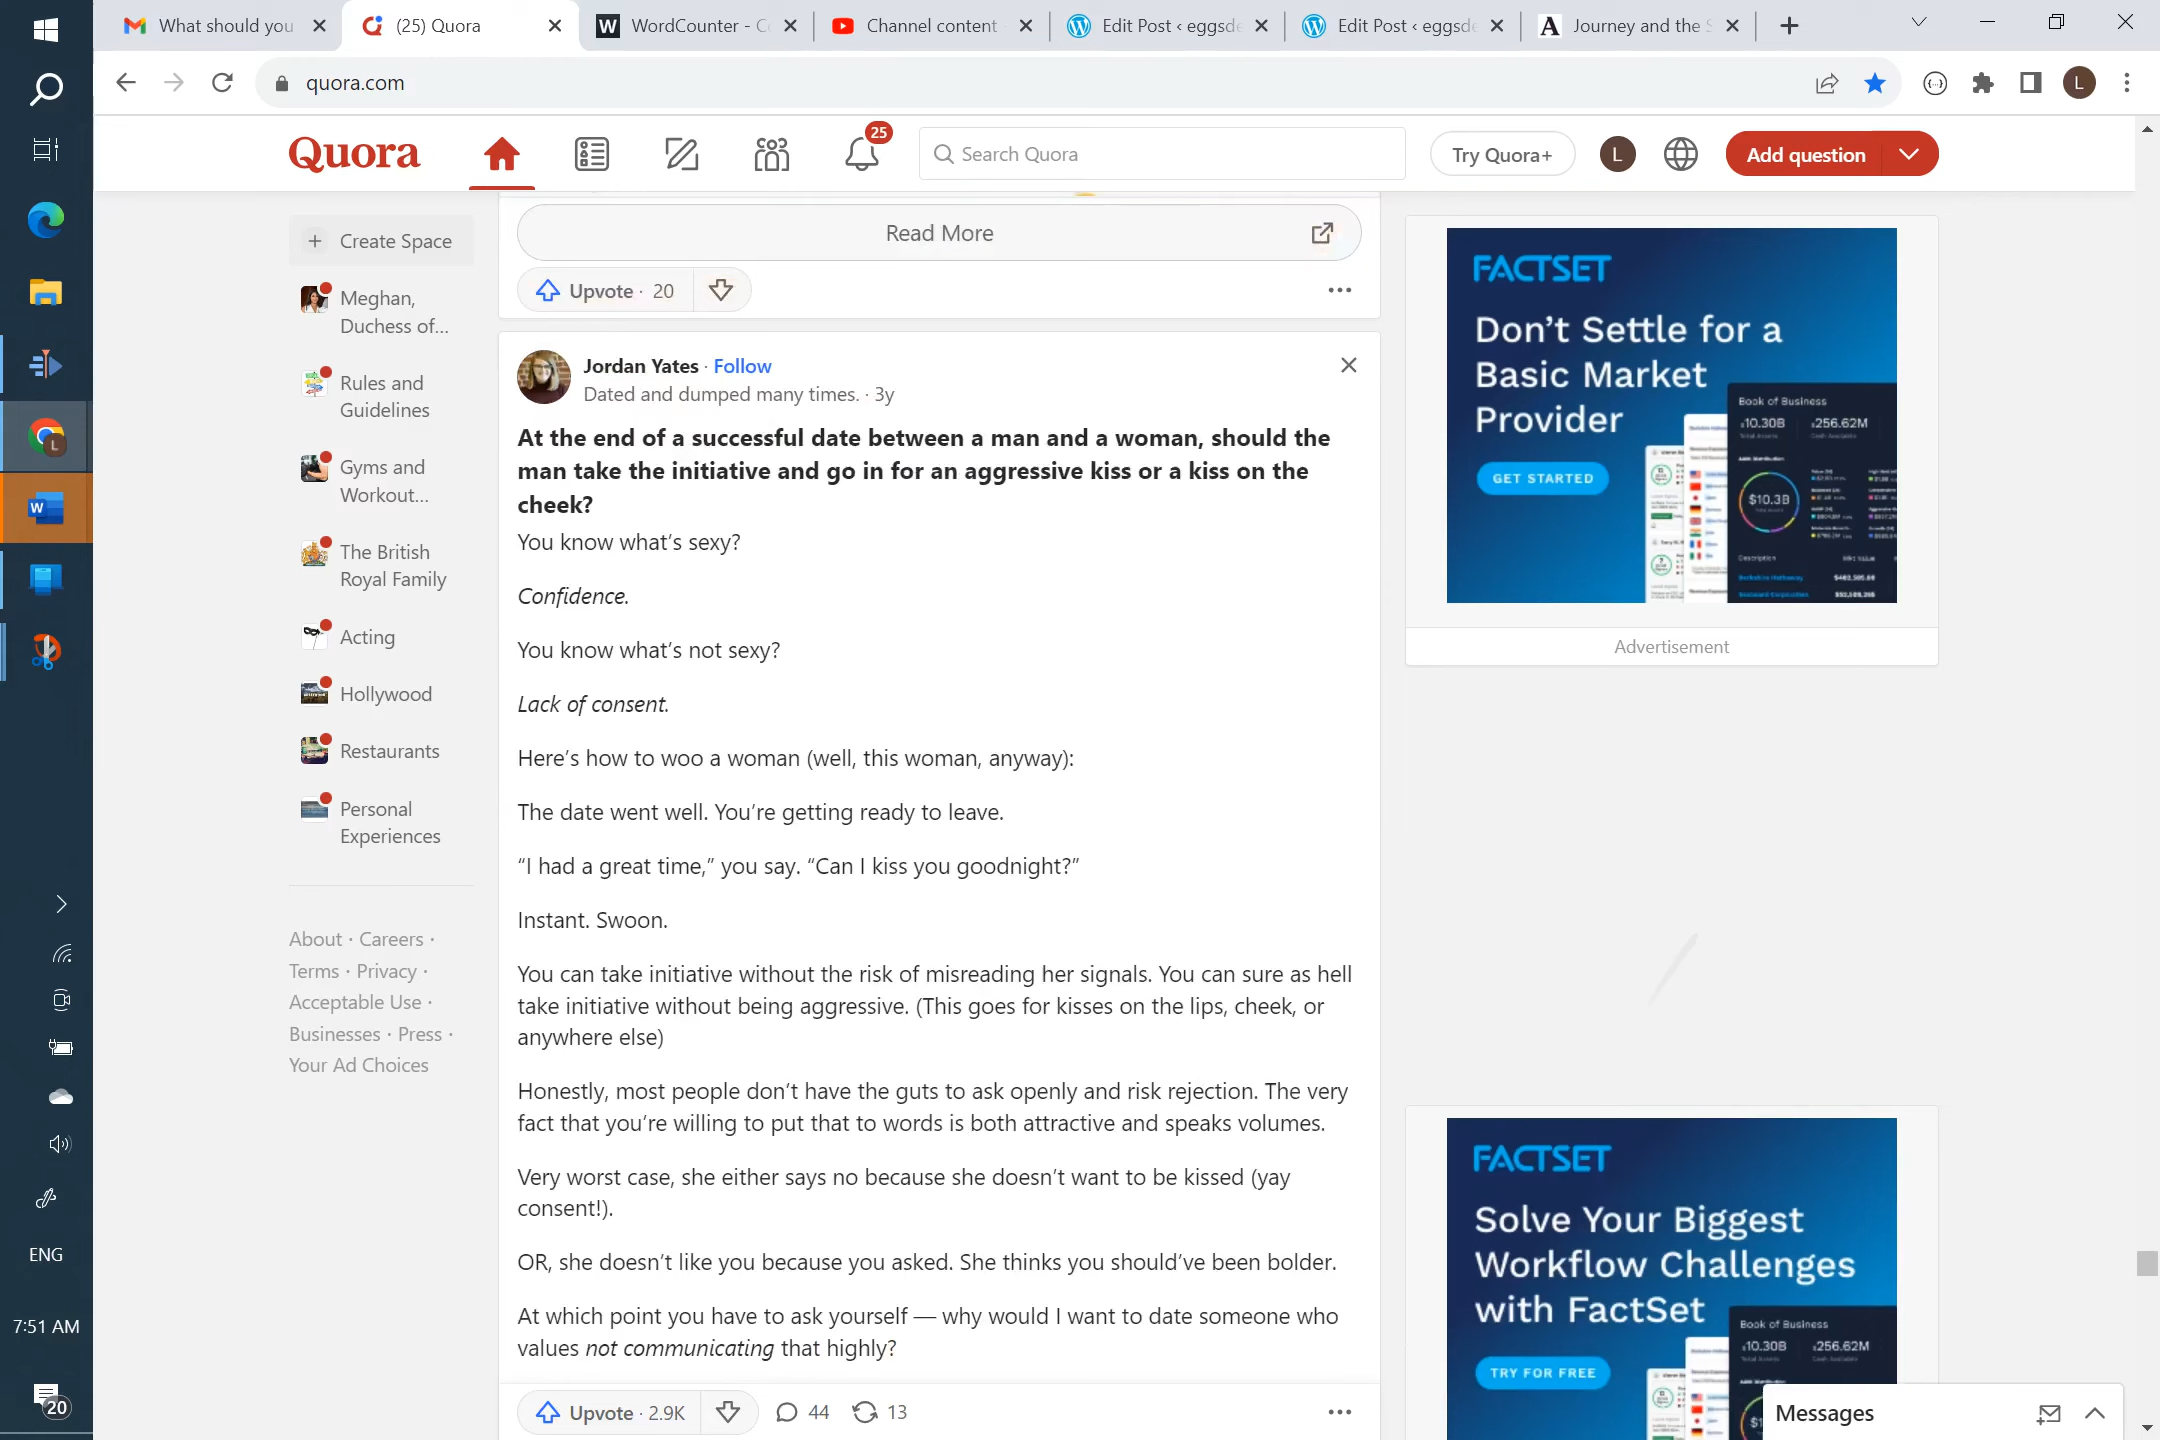 What should you
(25) Quora
WordCounter - Co
Channel content
Edit Post ‹ eggsde
Edit Post ‹ eggsde
Journey and the S
quora.com
L
Quora
25
Search Quora
Try Quora+
L
Add question
Create Space
Meghan,
Duchess of...
Rules and
Guidelines
Gyms and
Workout...
The British
Royal Family
Acting
Hollywood
Restaurants
Personal
Experiences
About · Careers ·
Terms · Privacy ·
Acceptable Use ·
Businesses · Press ·
Your Ad Choices
Read More
Upvote · 20
Jordan Yates · Follow
Dated and dumped many times. · 3y
At the end of a successful date between a man and a woman, should the
man take the initiative and go in for an aggressive kiss or a kiss on the
cheek?
You know what's sexy?
Confidence.
You know what's not sexy?
Lack of consent.
Here's how to woo a woman (well, this woman, anyway):
The date went well. You're getting ready to leave.
“I had a great time,” you say. “Can I kiss you goodnight?”
Instant. Swoon.
You can take initiative without the risk of misreading her signals. You can sure as hell
take initiative without being aggressive. (This goes for kisses on the lips, cheek, or
anywhere else)
Honestly, most people don't have the guts to ask openly and risk rejection. The very
fact that you're willing to put that to words is both attractive and speaks volumes.
Very worst case, she either says no because she doesn't want to be kissed (yay
consent!).
OR, she doesn't like you because you asked. She thinks you should've been bolder.
At which point you have to ask yourself — why would I want to date someone who
values not communicating that highly?
Upvote · 2.9K
44
13
FACTSET
Don't Settle for a
Basic Market
Provider
GET STARTED
Book of Business
10.30B
256.62M
$10.3B
Advertisement
FACTSET
Solve Your Biggest
Workflow Challenges
with FactSet
TRY FOR FREE
Book of Business
10.30B
256.62M
Messages
ENG
7:51 AM
20